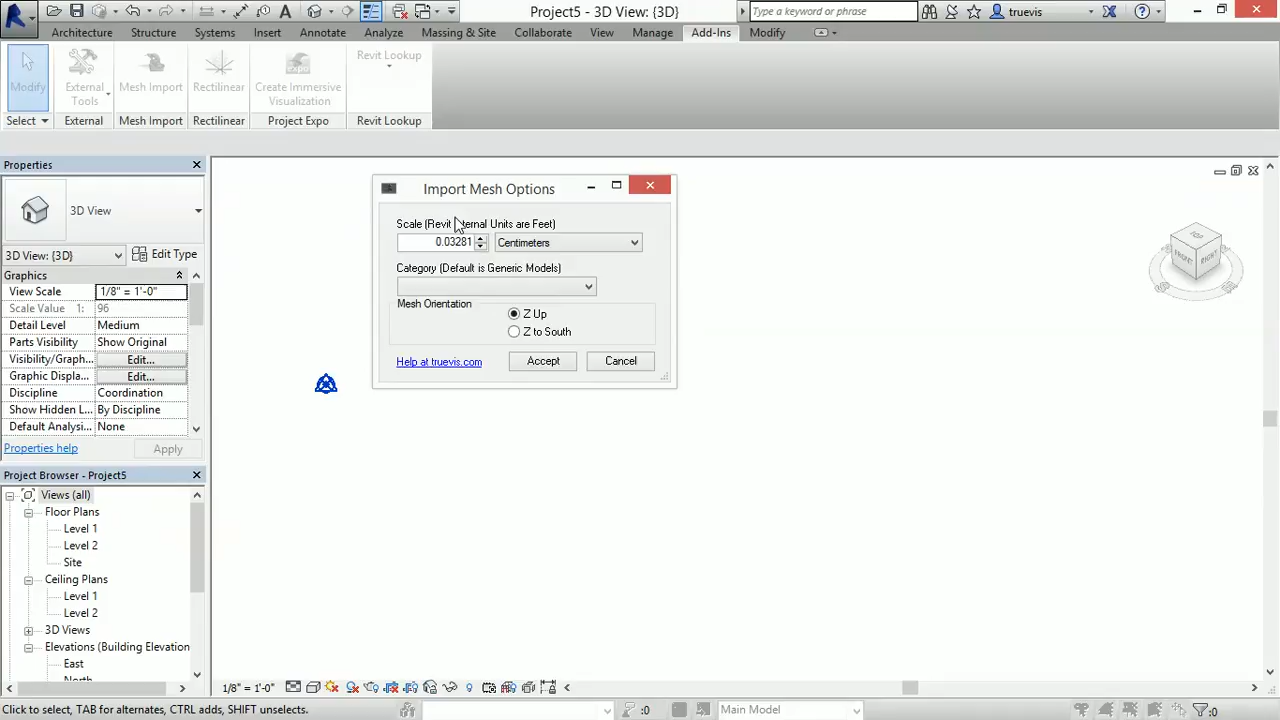 Project5 - 3D View: {3D}
Type a keyword or phrase
truevis
Architecture Structure Systems Insert Annotate Analyze Massing & Site Collaborate View Manage Add-Ins Modify
Modify
External Tools
Mesh Import
Rectilinear
Create Immersive Visualization
expo
Revit Lookup
Select External Mesh Import Rectilinear Project Expo Revit Lookup
Properties
3D View
3D View: {3D} Edit Type
Graphics
View Scale 1/8" = 1'-0"
Scale Value 1: 96
Detail Level Medium
Parts Visibility Show Original
Visibility/Graph... Edit...
Graphic Displa... Edit...
Discipline Coordination
Show Hidden L... By Discipline
Default Analysi... None
Properties help Apply
Project Browser - Project5
Views (all)
Floor Plans
Level 1
Level 2
Site
Ceiling Plans
Level 1
Level 2
3D Views
Elevations (Building Elevation
East
North
Import Mesh Options
Scale (Revit Internal Units are Feet)
0.03281 Centimeters
Category (Default is Generic Models)
Mesh Orientation
Z Up
Z to South
Help at truevis.com Accept Cancel
FRONT RIGHT
1/8" = 1'-0"
Click to select, TAB for alternates, CTRL adds, SHIFT unselects. :0 Main Model :0